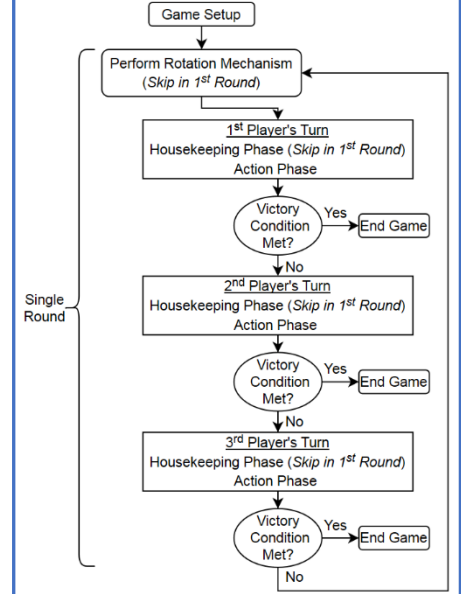 Game Setup
Perform Rotation Mechanism
(Skip in 1st Round)
1st Player's Turn
Housekeeping Phase (Skip in 1st Round)
Action Phase
Victory
Condition
Met?
Yes
End Game
No
2nd Player's Turn
Housekeeping Phase (Skip in 1st Round)
Action Phase
Single
Round
Victory
Condition
Met?
Yes
End Game
No
3rd Player's Turn
Housekeeping Phase (Skip in 1st Round)
Action Phase
Victory
Condition
Met?
Yes
End Game
No